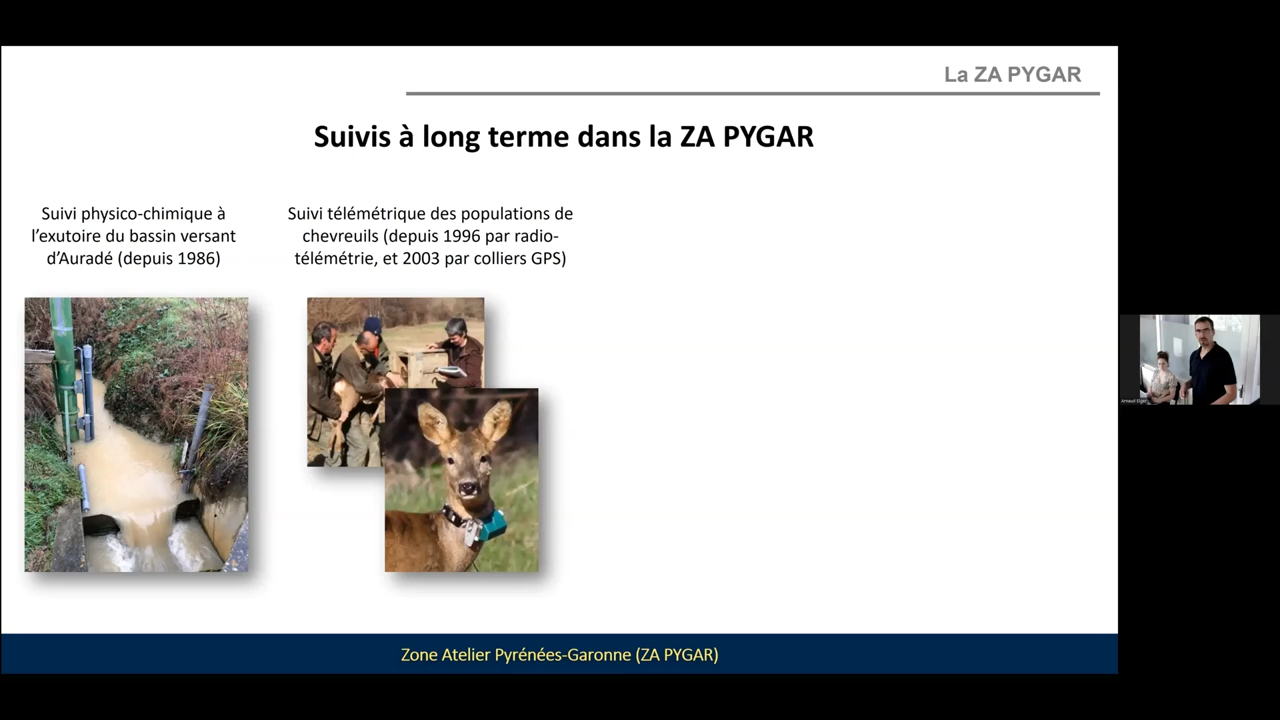 La ZA PYGAR
Suivis à long terme dans la ZA PYGAR
Suivi physico-chimique à
l'exutoire du bassin versant
d'Auradé (depuis 1986)
Suivi télémétrique des populations de
chevreuils (depuis 1996 par radio-
télémétrie, et 2003 par colliers GPS)
Arnaud Elger
Zone Atelier Pyrénées-Garonne (ZA PYGAR)